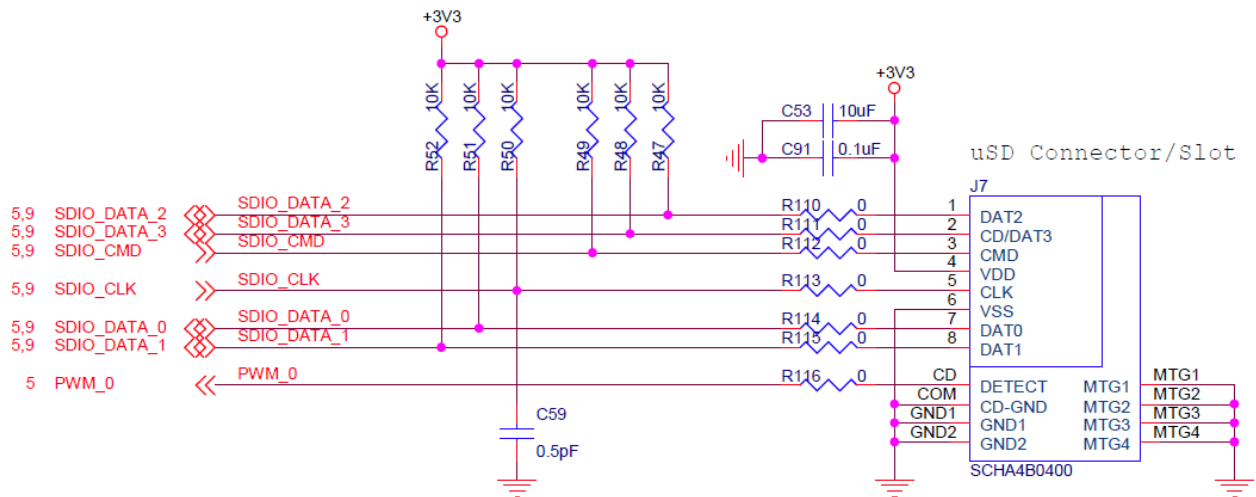 +3V3
+3V3
10K 10K 10K 10K 10K 10K
R52 R51 R50 R49 R48 R47
C53 10uF
C91 0.1uF
uSD Connector/Slot
J7
5,9 SDIO_DATA_2 SDIO_DATA_2 R110 0 1 DAT2
5,9 SDIO_DATA_3 SDIO_DATA_3 R111 0 2 CD/DAT3
5,9 SDIO_CMD SDIO_CMD R112 0 3 CMD
4 VDD
5,9 SDIO_CLK SDIO_CLK R113 0 5 CLK
6 VSS
5,9 SDIO_DATA_0 SDIO_DATA_0 R114 0 7 DAT0
5,9 SDIO_DATA_1 SDIO_DATA_1 R115 0 8 DAT1
5 PWM_0 PWM_0 R116 0 CD DETECT MTG1 MTG1
COM CD-GND MTG2 MTG2
GND1 GND1 MTG3 MTG3
GND2 GND2 MTG4 MTG4
C59
0.5pF
SCHA4B0400